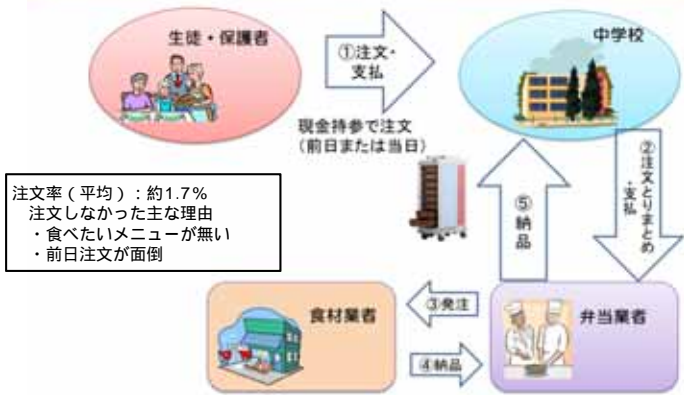 生徒・保護者
①注文・
支払
中学校
現金持参で注文
(前日または当日)
注文率(平均):約1.7%
注文しなかった主な理由
・食べたいメニューが無い
・前日注文が面倒
⑤納品
②注文とりまとめ
・支払
食材業者
③発注
④納品
弁当業者